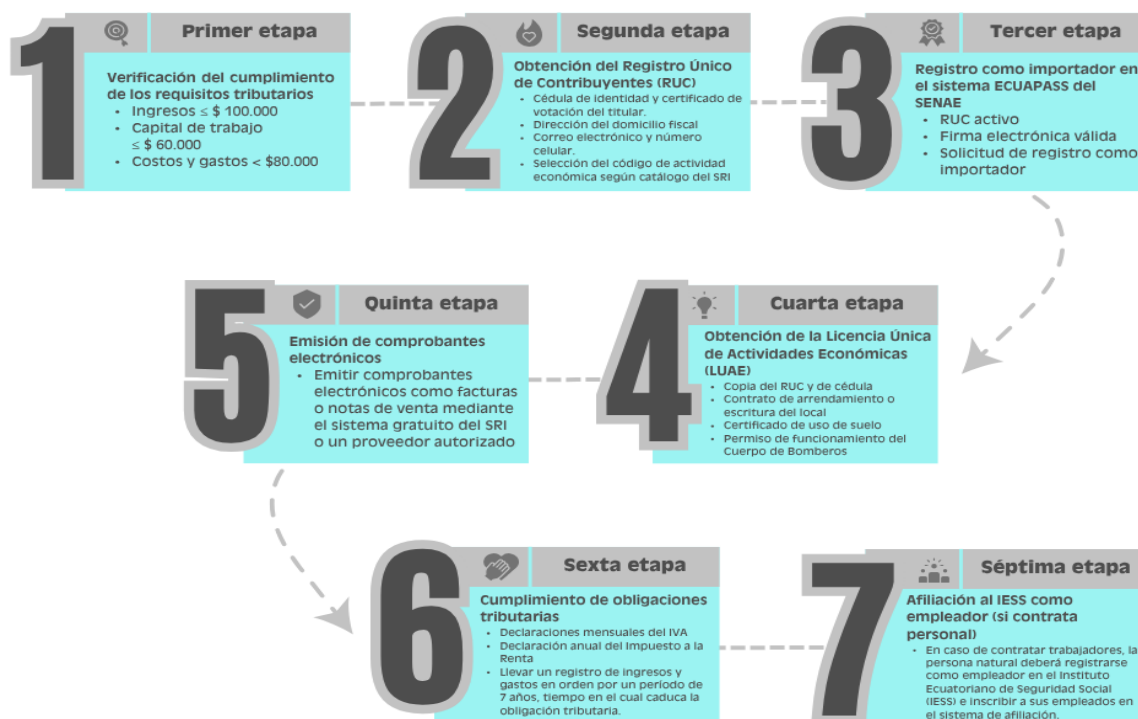 1
Primer etapa
Verificación del cumplimiento
de los requisitos tributarios
• Ingresos ≤ $ 100.000
• Capital de trabajo
≤ $ 60.000
• Costos y gastos < $80.000
2
Segunda etapa
Obtención del Registro Único
de Contribuyentes (RUC)
• Cédula de identidad y certificado de
votación del titular.
• Dirección del domicilio fiscal
• Correo electrónico y número
celular.
• Selección del código de actividad
económica según catálogo del SRI
3
Tercer etapa
Registro como importador en
el sistema ECUAPASS del
SENAE
• RUC activo
• Firma electrónica válida
• Solicitud de registro como
importador
4
Cuarta etapa
Obtención de la Licencia Única
de Actividades Económicas
(LUAE)
• Copia del RUC y de cédula
• Contrato de arrendamiento o
escritura del local
• Certificado de uso de suelo
• Permiso de funcionamiento del
Cuerpo de Bomberos
5
Quinta etapa
Emisión de comprobantes
electrónicos
• Emitir comprobantes
electrónicos como facturas
o notas de venta mediante
el sistema gratuito del SRI
o un proveedor autorizado
6
Sexta etapa
Cumplimiento de obligaciones
tributarias
• Declaraciones mensuales del IVA
• Declaración anual del Impuesto a la
Renta
• Llevar un registro de ingresos y
gastos en orden por un período de
7 años, tiempo en el cual caduca la
obligación tributaria.
7
Séptima etapa
Afiliación al IESS como
empleador (si contrata
personal)
• En caso de contratar trabajadores, la
persona natural deberá registrarse
como empleador en el Instituto
Ecuatoriano de Seguridad Social
(IESS) e inscribir a sus empleados en
el sistema de afiliación.